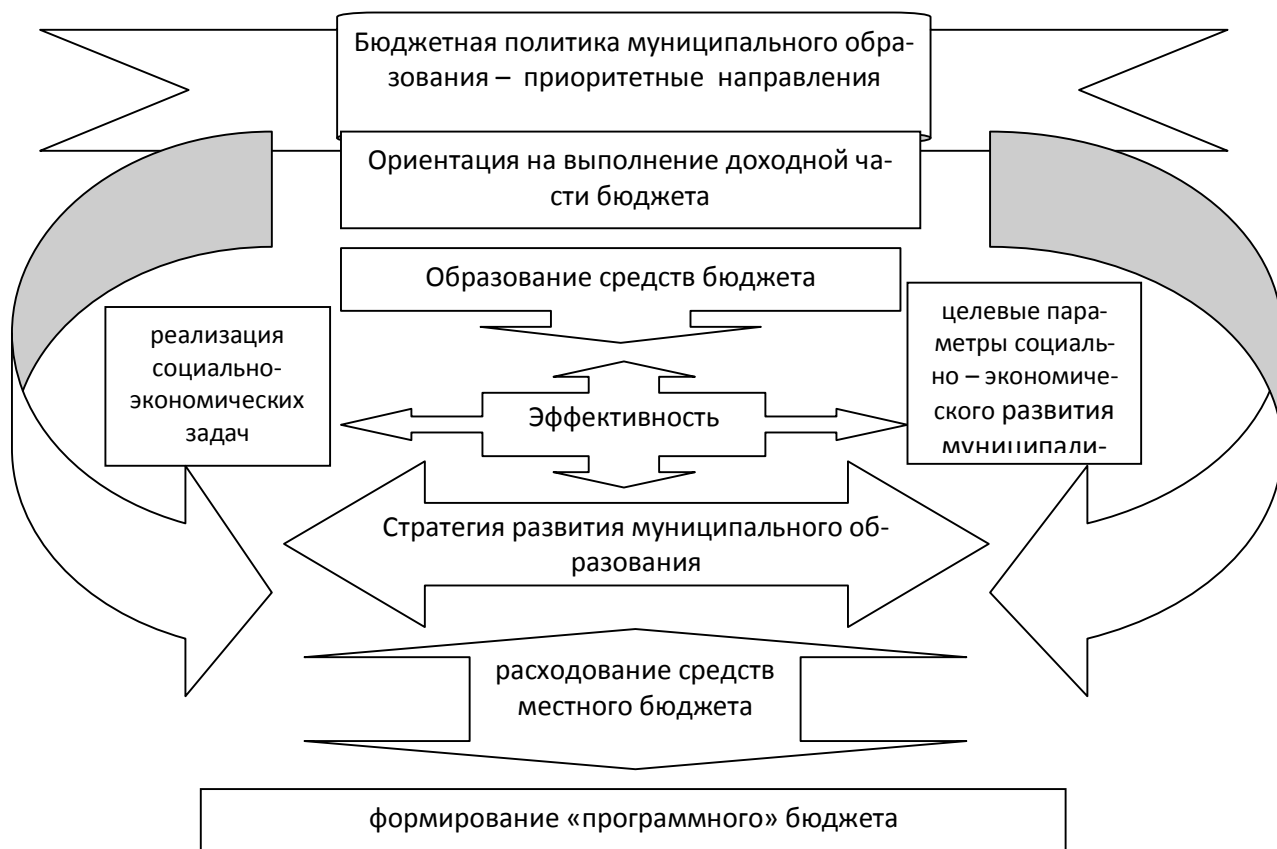 Бюджетная политика муниципального обра-
зования – приоритетные направления
Ориентация на выполнение доходной ча-
сти бюджета
Образование средств бюджета
реализация
социально-
экономических
задач
целевые пара-
метры социаль-
но – экономиче-
ского развития
муниципали-
Эффективность
Стратегия развития муниципального об-
разования
расходование средств
местного бюджета
формирование «программного» бюджета